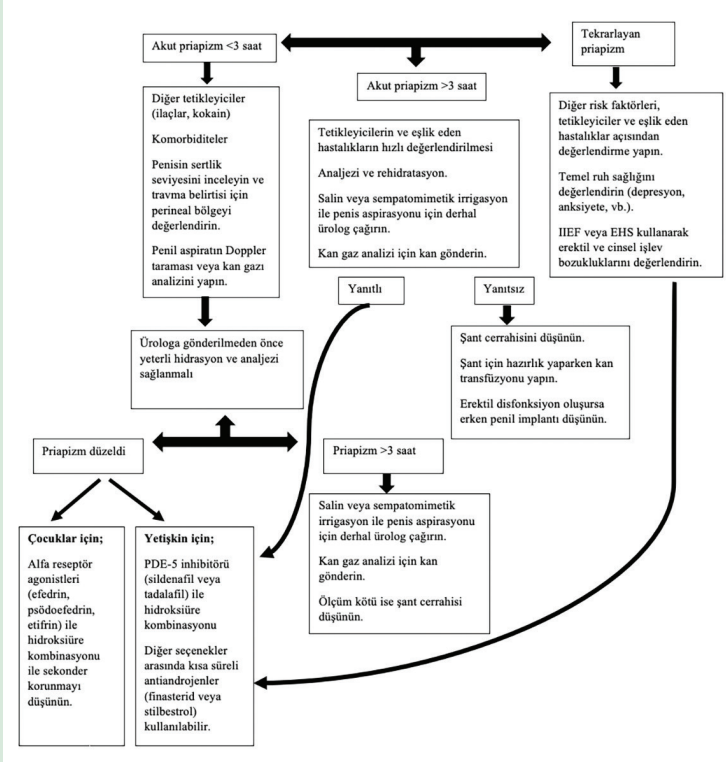 Akut priapizm <3 saat
Akut priapizm >3 saat
Tekrarlayan
priapizm
Diğer tetikleyiciler
(ilaçlar, kokain)
Komorbiditeler
Penisin sertlik
seviyesini inceleyin ve
travma belirtisi için
perineal bölgeyi
değerlendirin.
Penil aspiratın Doppler
taraması veya kan gazı
analizini yapın.
Tetikleyicilerin ve eşlik eden
hastalıkların hızlı değerlendirilmesi
Analjezi ve rehidratasyon.
Salin veya sempatomimetik irrigasyon
ile penis aspirasyonu için derhal
ürolog çağırın.
Kan gaz analizi için kan gönderin.
Diğer risk faktörleri,
tetikleyiciler ve eşlik eden
hastalıklar açısından
değerlendirme yapın.
Temel ruh sağlığını
değerlendirin (depresyon,
anksiyete, vb.).
IIEF veya EHS kullanarak
erektil ve cinsel işlev
bozukluklarını değerlendirin.
Yanıtlı
Yanıtsız
Ürologa gönderilmeden önce
yeterli hidrasyon ve analjezi
sağlanmalı
Şant cerrahisini düşünün.
Şant için hazırlık yaparken kan
transfüzyonu yapın.
Erektil disfonksiyon oluşursa
erken penil implantı düşünün.
Priapizm düzeldi
Priapizm >3 saat
Çocuklar için;
Alfa reseptör
agonistleri
(efedrin,
psödoefedrin,
etifrin) ile
hidroksiüre
kombinasyonu
ile sekonder
korunmayı
düşünün.
Yetişkin için;
PDE-5 inhibitörü
(sildenafil veya
tadalafil) ile
hidroksiüre
kombinasyonu
Diğer seçenekler
arasında kısa süreli
antiandrojenler
(finasterid veya
stilbestrol)
kullanılabilir.
Salin veya sempatomimetik
irrigasyon ile penis aspirasyonu
için derhal ürolog çağırın.
Kan gaz analizi için kan
gönderin.
Ölçüm kötü ise şant cerrahisi
düşünün.